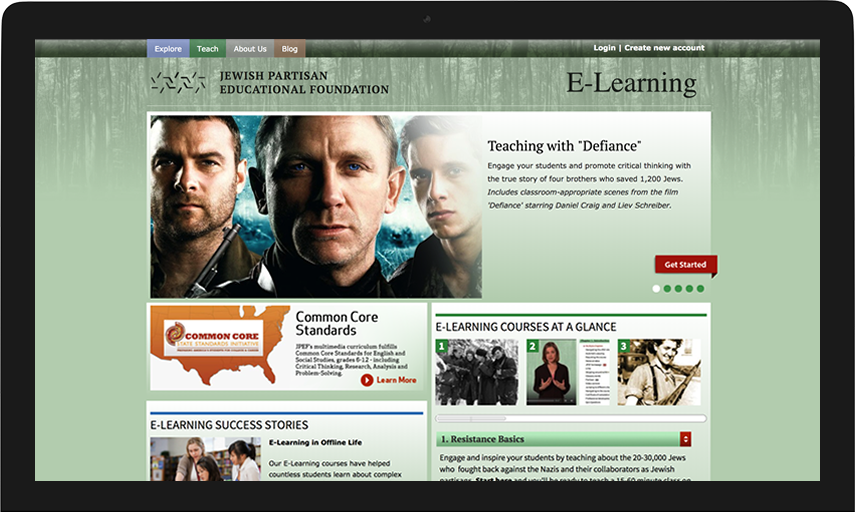 Explore
Teach
About Us
Blog
Login | Create new account
JEWISH PARTISAN
EDUCATIONAL FOUNDATION
E-Learning
Teaching with "Defiance"
Engage your students and promote critical thinking with
the true story of four brothers who saved 1,200 Jews.
Includes classroom-appropriate scenes from the film
'Defiance' starring Daniel Craig and Liev Schreiber.
Get Started
COMMON CORE
STATE STANDARDS INITIATIVE
Common Core
Standards
JPEF's multimedia curriculum fulfills
Common Core Standards for English and
Social Studies, grades 6-12 - including
Critical Thinking, Research, Analysis and
Problem-Solving.
Learn More
E-LEARNING SUCCESS STORIES
E-Learning in Offline Life
Our E-Learning courses have helped
countless students learn about complex
E-LEARNING COURSES AT A GLANCE
1
2
3
1. Resistance Basics
Engage and inspire your students by teaching about the 20-30,000 Jews
who fought back against the Nazis and their collaborators as Jewish
partisans. Start here and you'll be ready to teach a 15-60 minute class on